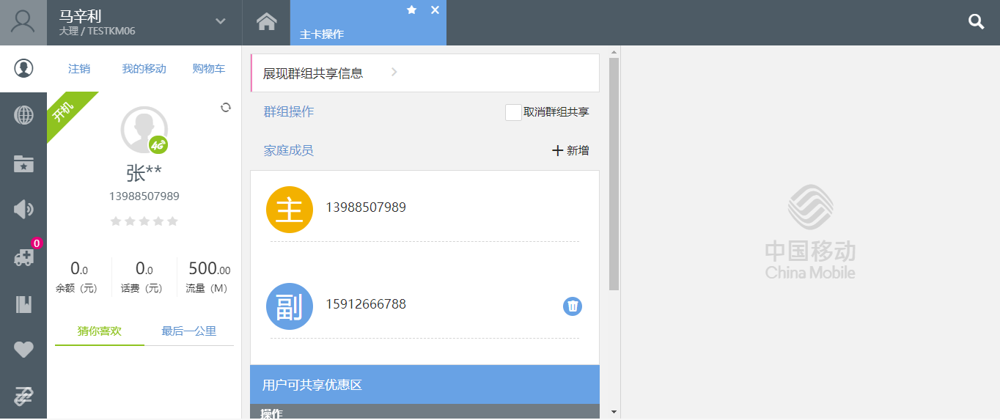 马辛利
大理 / TESTKM06
主卡操作
注销 我的移动 购物车
开机
4G
张**
13988507989
0
0.0 0.0 500.00
余额（元） 话费（元） 流量（M）
猜你喜欢 最后一公里
展现群组共享信息
群组操作 取消群组共享
家庭成员 新增
主 13988507989
副 15912666788
用户可共享优惠区
操作
中国移动
China Mobile